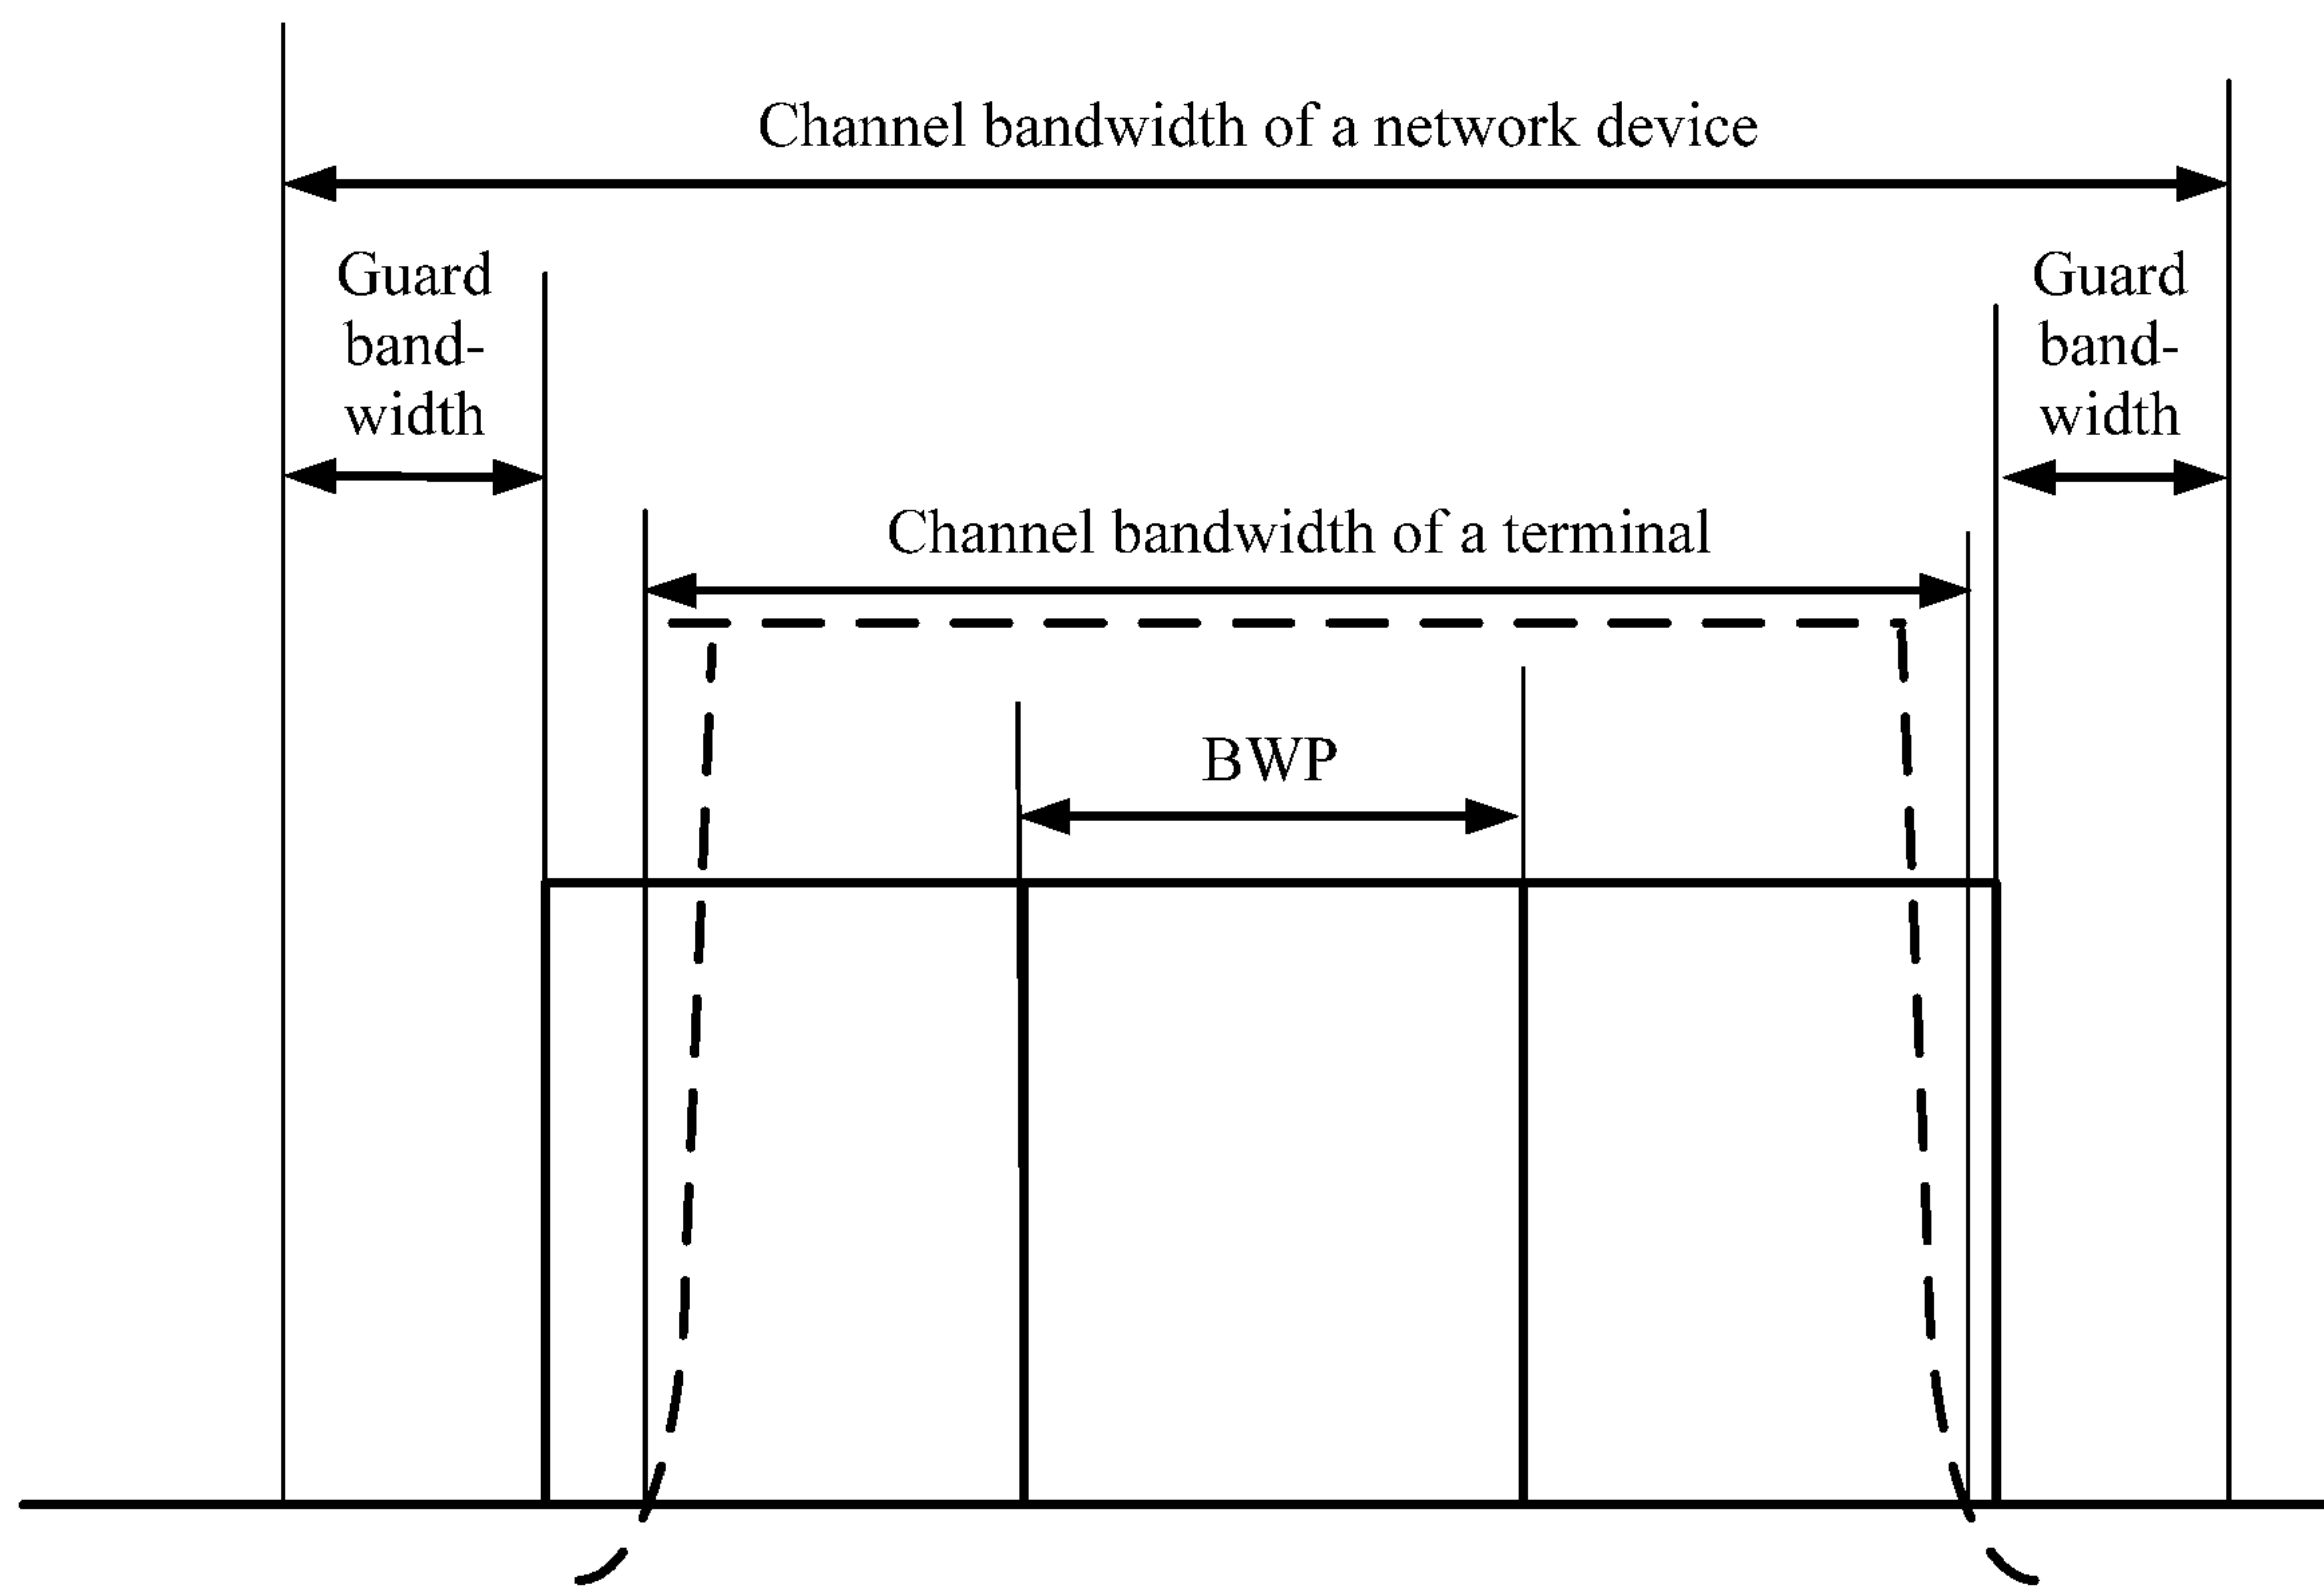 Channel bandwidth of a network device
Guard
band-
width
Guard
band-
width
Channel bandwidth of a terminal
BWP